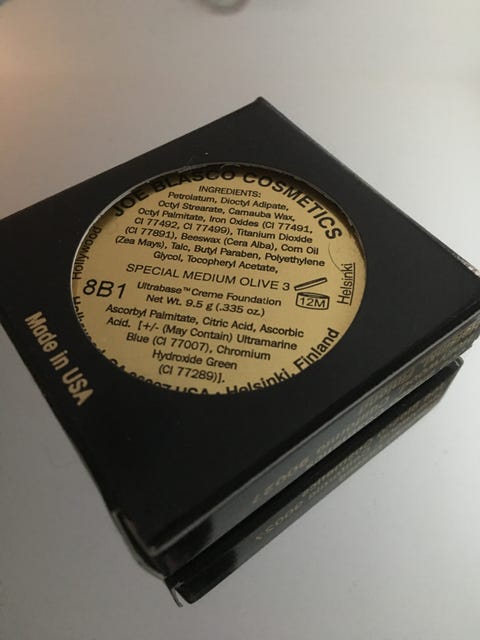 JOE BLASCO COSMETICS
INGREDIENTS:
Petrolatum, Dioctyl Adipate,
Octyl Strearate, Carnauba Wax,
Octyl Palmitate, Iron Oxides (CI 77491,
CI 77492, CI 77499), Titanium Dioxide
(CI 77891), Beeswax (Cera Alba), Corn Oil
(Zea Mays), Talc, Butyl Paraben, Polyethylene
Glycol, Tocopheryl Acetate,
SPECIAL MEDIUM OLIVE 3
8B1
Ultrabase™ Creme Foundation
Net Wt. 9.5 g (.335 oz.)
12M
Ascorbyl Palmitate, Citric Acid, Ascorbic
Acid. [+/- (May Contain) Ultramarine
Blue (CI 77007), Chromium
Hydroxide Green
(CI 77289)].
Hollywood
Helsinki
USA • Helsinki, Finland
Made in USA
90027